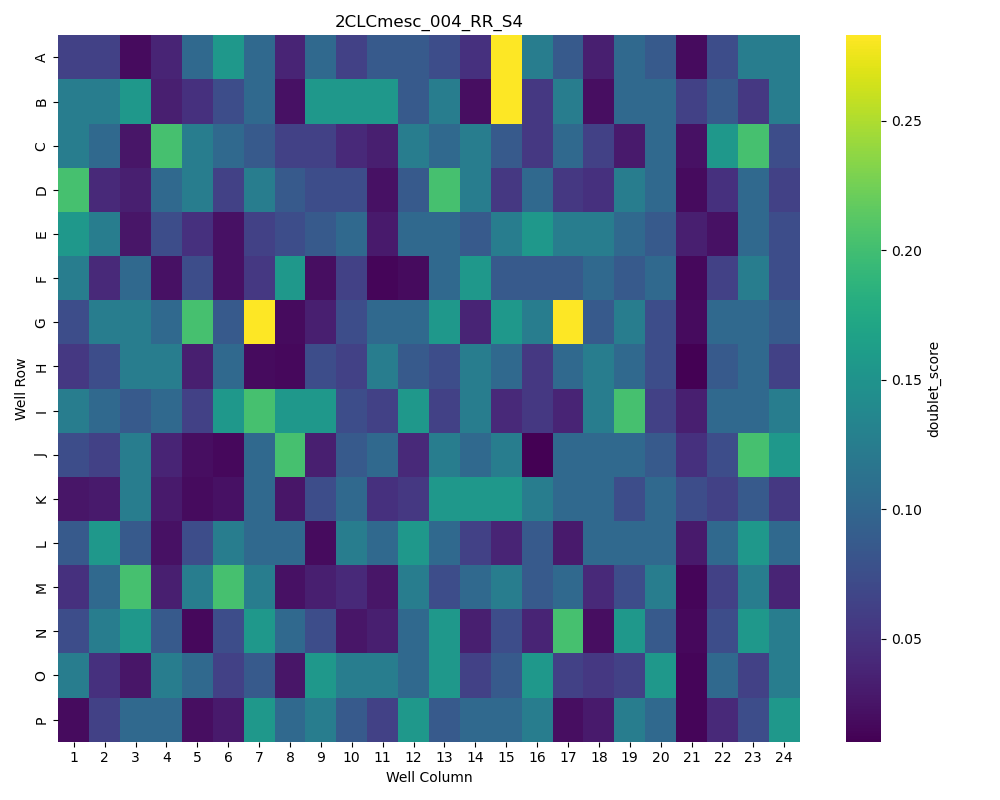 2CLCmesc_004_RR_S4
Well Row
A
B
C
D
E
F
G
H
I
J
K
L
M
N
O
P
1 2 3 4 5 6 7 8 9 10 11 12 13 14 15 16 17 18 19 20 21 22 23 24
Well Column
0.25
0.20
0.15
0.10
0.05
doublet_score